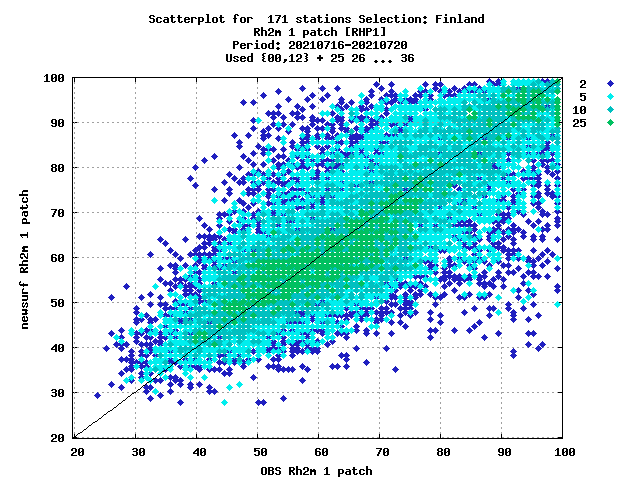 Scatterplot for  171 stations Selection: Finland
Rh2m 1 patch [RHP1]
Period: 20210716-20210720
Used {00,12} + 25 26 ... 36
2
5
10
25
100
90
80
70
60
50
40
30
20
newsurf Rh2m 1 patch
20 30 40 50 60 70 80 90 100
OBS Rh2m 1 patch